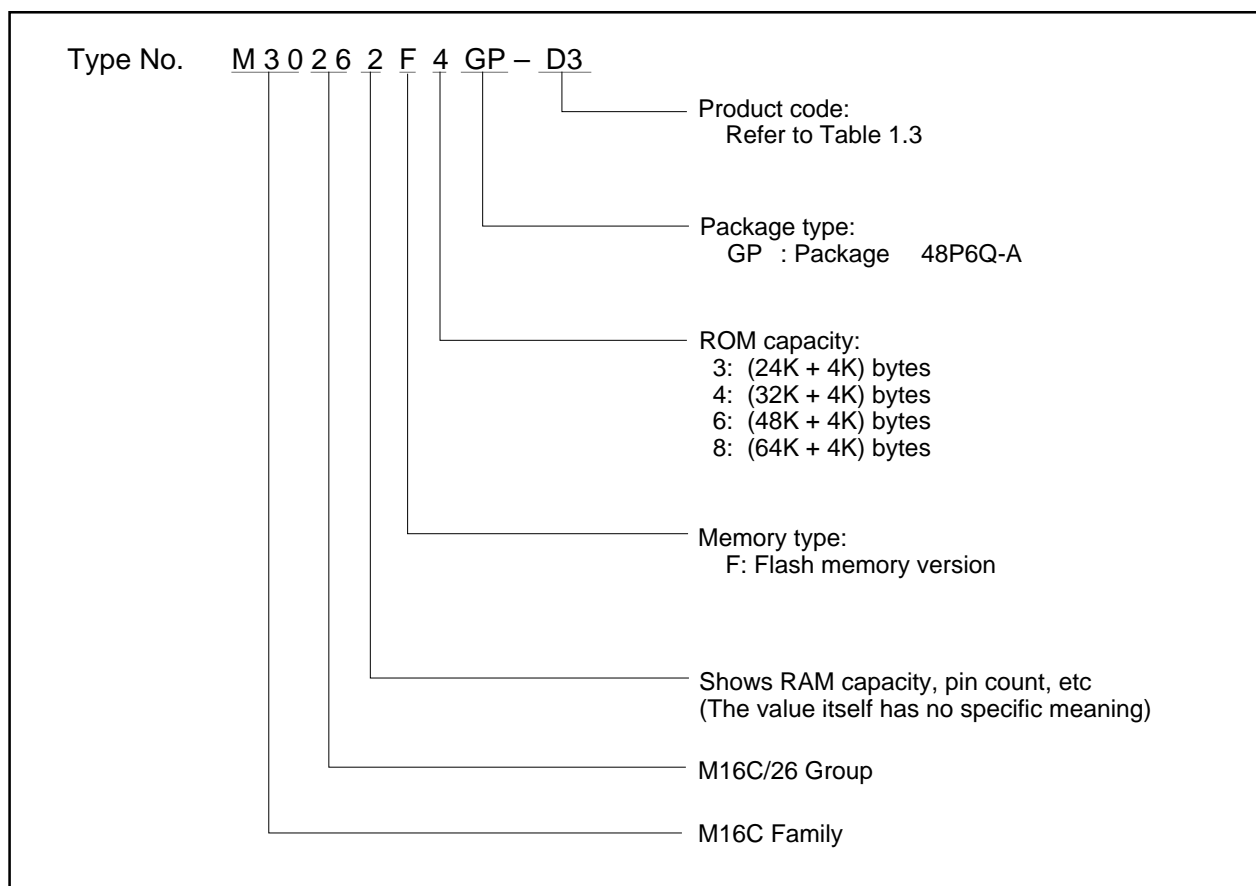 Type No. M 3 0 2 6 2 F 4 GP – D3
Product code:
Refer to Table 1.3
Package type:
GP : Package 48P6Q-A
ROM capacity:
3: (24K + 4K) bytes
4: (32K + 4K) bytes
6: (48K + 4K) bytes
8: (64K + 4K) bytes
Memory type:
F: Flash memory version
Shows RAM capacity, pin count, etc
(The value itself has no specific meaning)
M16C/26 Group
M16C Family